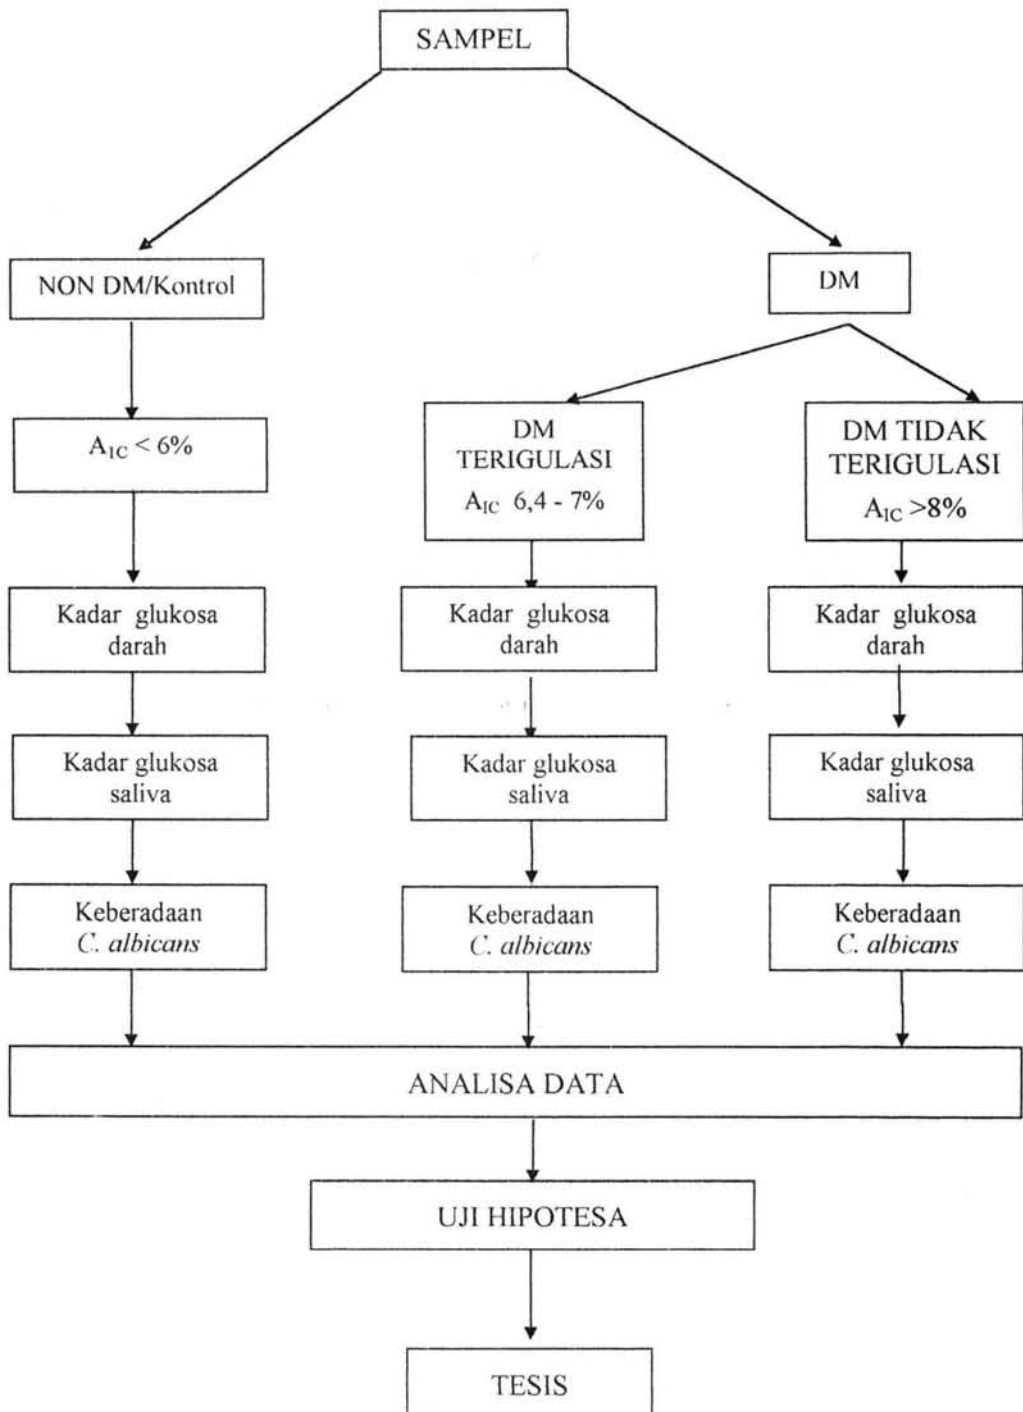 SAMPEL
NON DM/Kontrol
DM
A1C < 6%
DM
TERIGULASI
A1C 6,4 - 7%
DM TIDAK
TERIGULASI
A1C >8%
Kadar glukosa
darah
Kadar glukosa
darah
Kadar glukosa
darah
Kadar glukosa
saliva
Kadar glukosa
saliva
Kadar glukosa
saliva
Keberadaan
C. albicans
Keberadaan
C. albicans
Keberadaan
C. albicans
ANALISA DATA
UJI HIPOTESA
TESIS